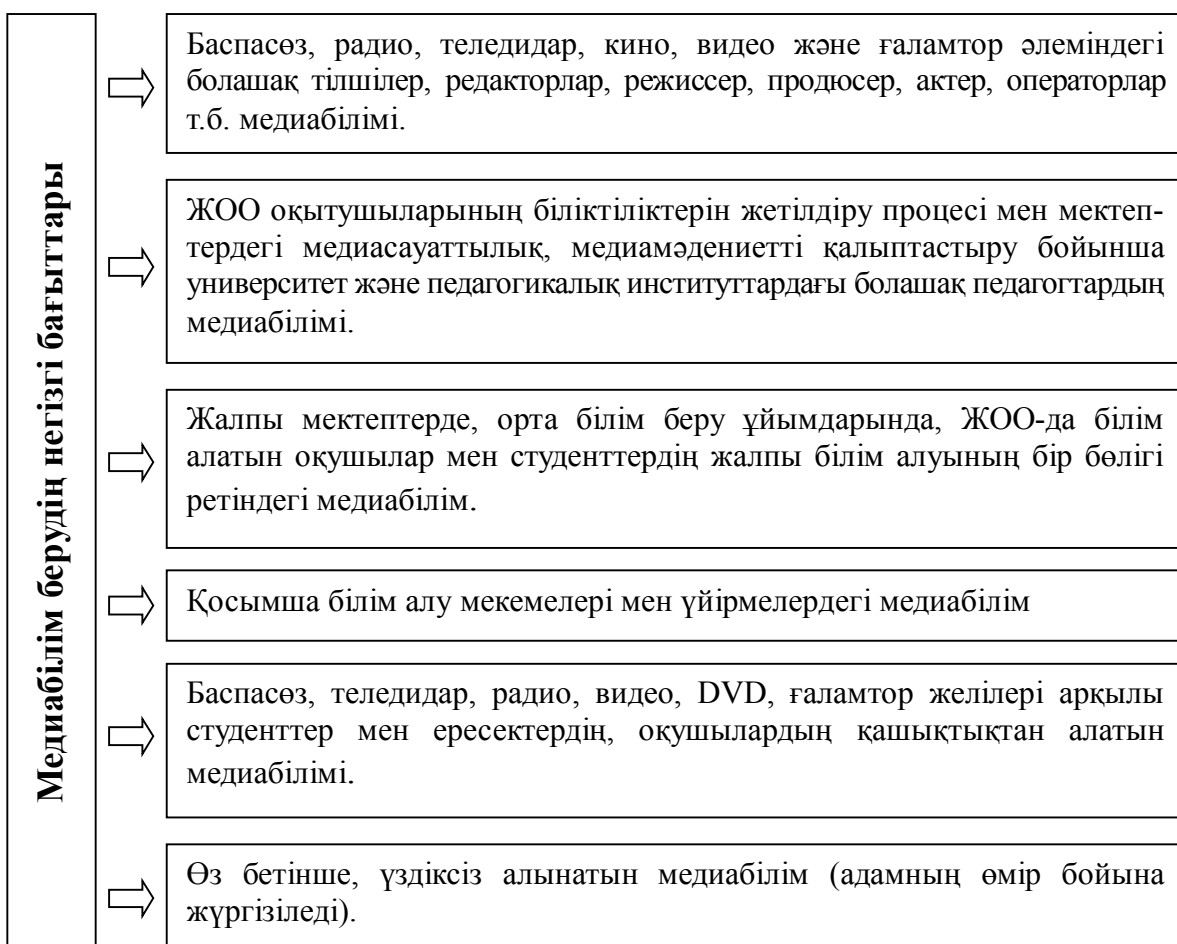 Медиабілім берудің негізгі бағыттары
Баспасөз, радио, теледидар, кино, видео және ғаламтор әлеміндегі
болашақ тілшілер, редакторлар, режиссер, продюсер, актер, операторлар
т.б. медиабілімі.
ЖОО оқытушыларының біліктіліктерін жетілдіру процесі мен мектеп-
тердегі медиасауаттылық, медиамәдениетті қалыптастыру бойынша
университет және педагогикалық институттардағы болашақ педагогтардың
медиабілімі.
Жалпы мектептерде, орта білім беру ұйымдарында, ЖОО-да білім
алатын оқушылар мен студенттердің жалпы білім алуының бір бөлігі
ретіндегі медиабілім.
Қосымша білім алу мекемелері мен үйірмелердегі медиабілім
Баспасөз, теледидар, радио, видео, DVD, ғаламтор желілері арқылы
студенттер мен ересектердің, оқушылардың қашықтықтан алатын
медиабілімі.
Өз бетінше, үздіксіз алынатын медиабілім (адамның өмір бойына
жүргізіледі).